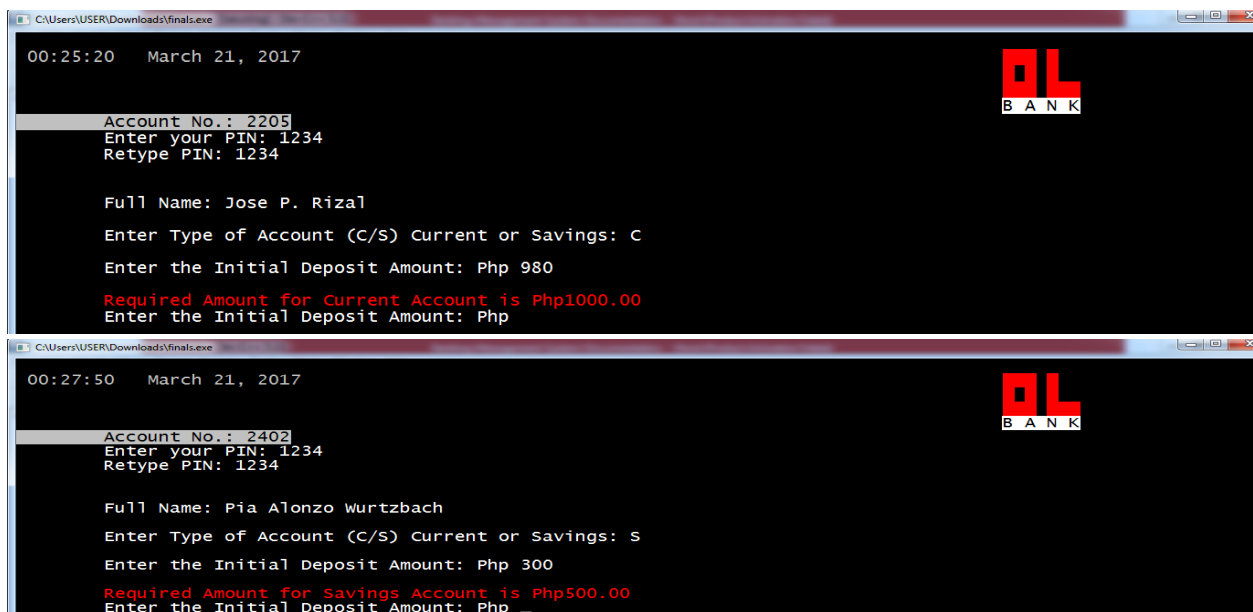 C:\Users\USER\Downloads\finals.exe
00:25:20 March 21, 2017
OL
BANK
Account No.: 2205
Enter your PIN: 1234
Retype PIN: 1234
Full Name: Jose P. Rizal
Enter Type of Account (C/S) Current or Savings: C
Enter the Initial Deposit Amount: Php 980
Required Amount for Current Account is Php1000.00
Enter the Initial Deposit Amount: Php
C:\Users\USER\Downloads\finals.exe
00:27:50 March 21, 2017
OL
BANK
Account No.: 2402
Enter your PIN: 1234
Retype PIN: 1234
Full Name: Pia Alonzo Wurtzbach
Enter Type of Account (C/S) Current or Savings: S
Enter the Initial Deposit Amount: Php 300
Required Amount for Savings Account is Php500.00
Enter the Initial Deposit Amount: Php _